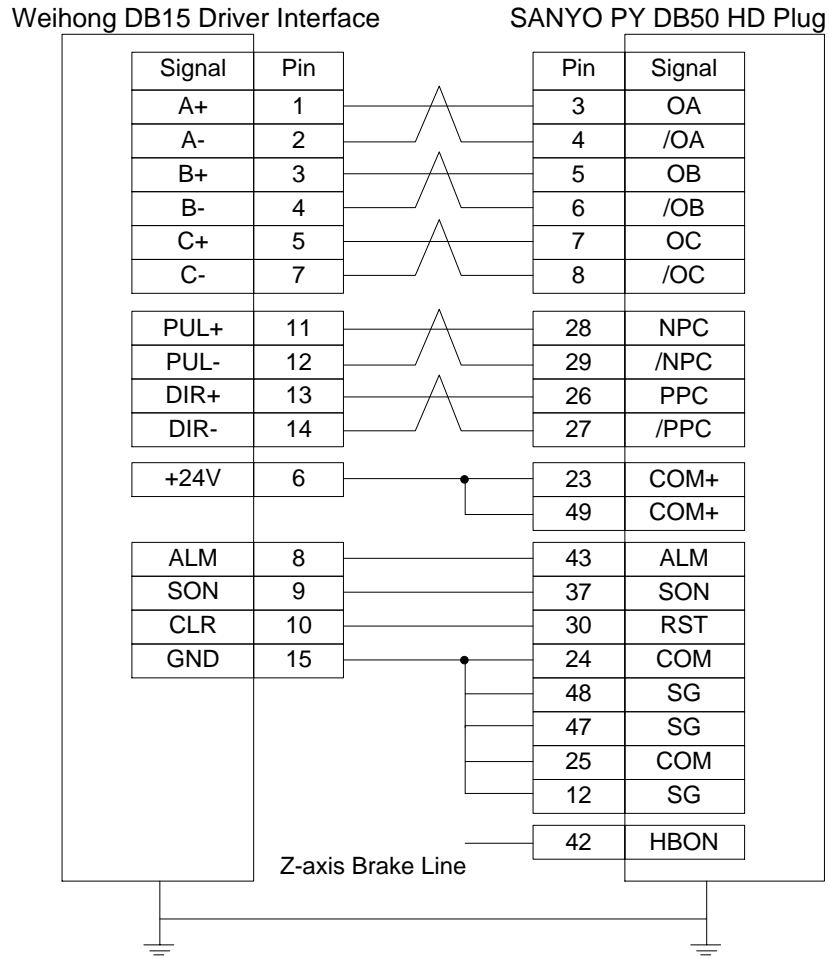 Weihong DB15 Driver Interface SANYO PY DB50 HD Plug
Signal Pin Pin Signal
A+ 1 3 OA
A- 2 4 /OA
B+ 3 5 OB
B- 4 6 /OB
C+ 5 7 OC
C- 7 8 /OC
PUL+ 11 28 NPC
PUL- 12 29 /NPC
DIR+ 13 26 PPC
DIR- 14 27 /PPC
+24V 6 23 COM+
49 COM+
ALM 8 43 ALM
SON 9 37 SON
CLR 10 30 RST
GND 15 24 COM
48 SG
47 SG
25 COM
12 SG
42 HBON
Z-axis Brake Line